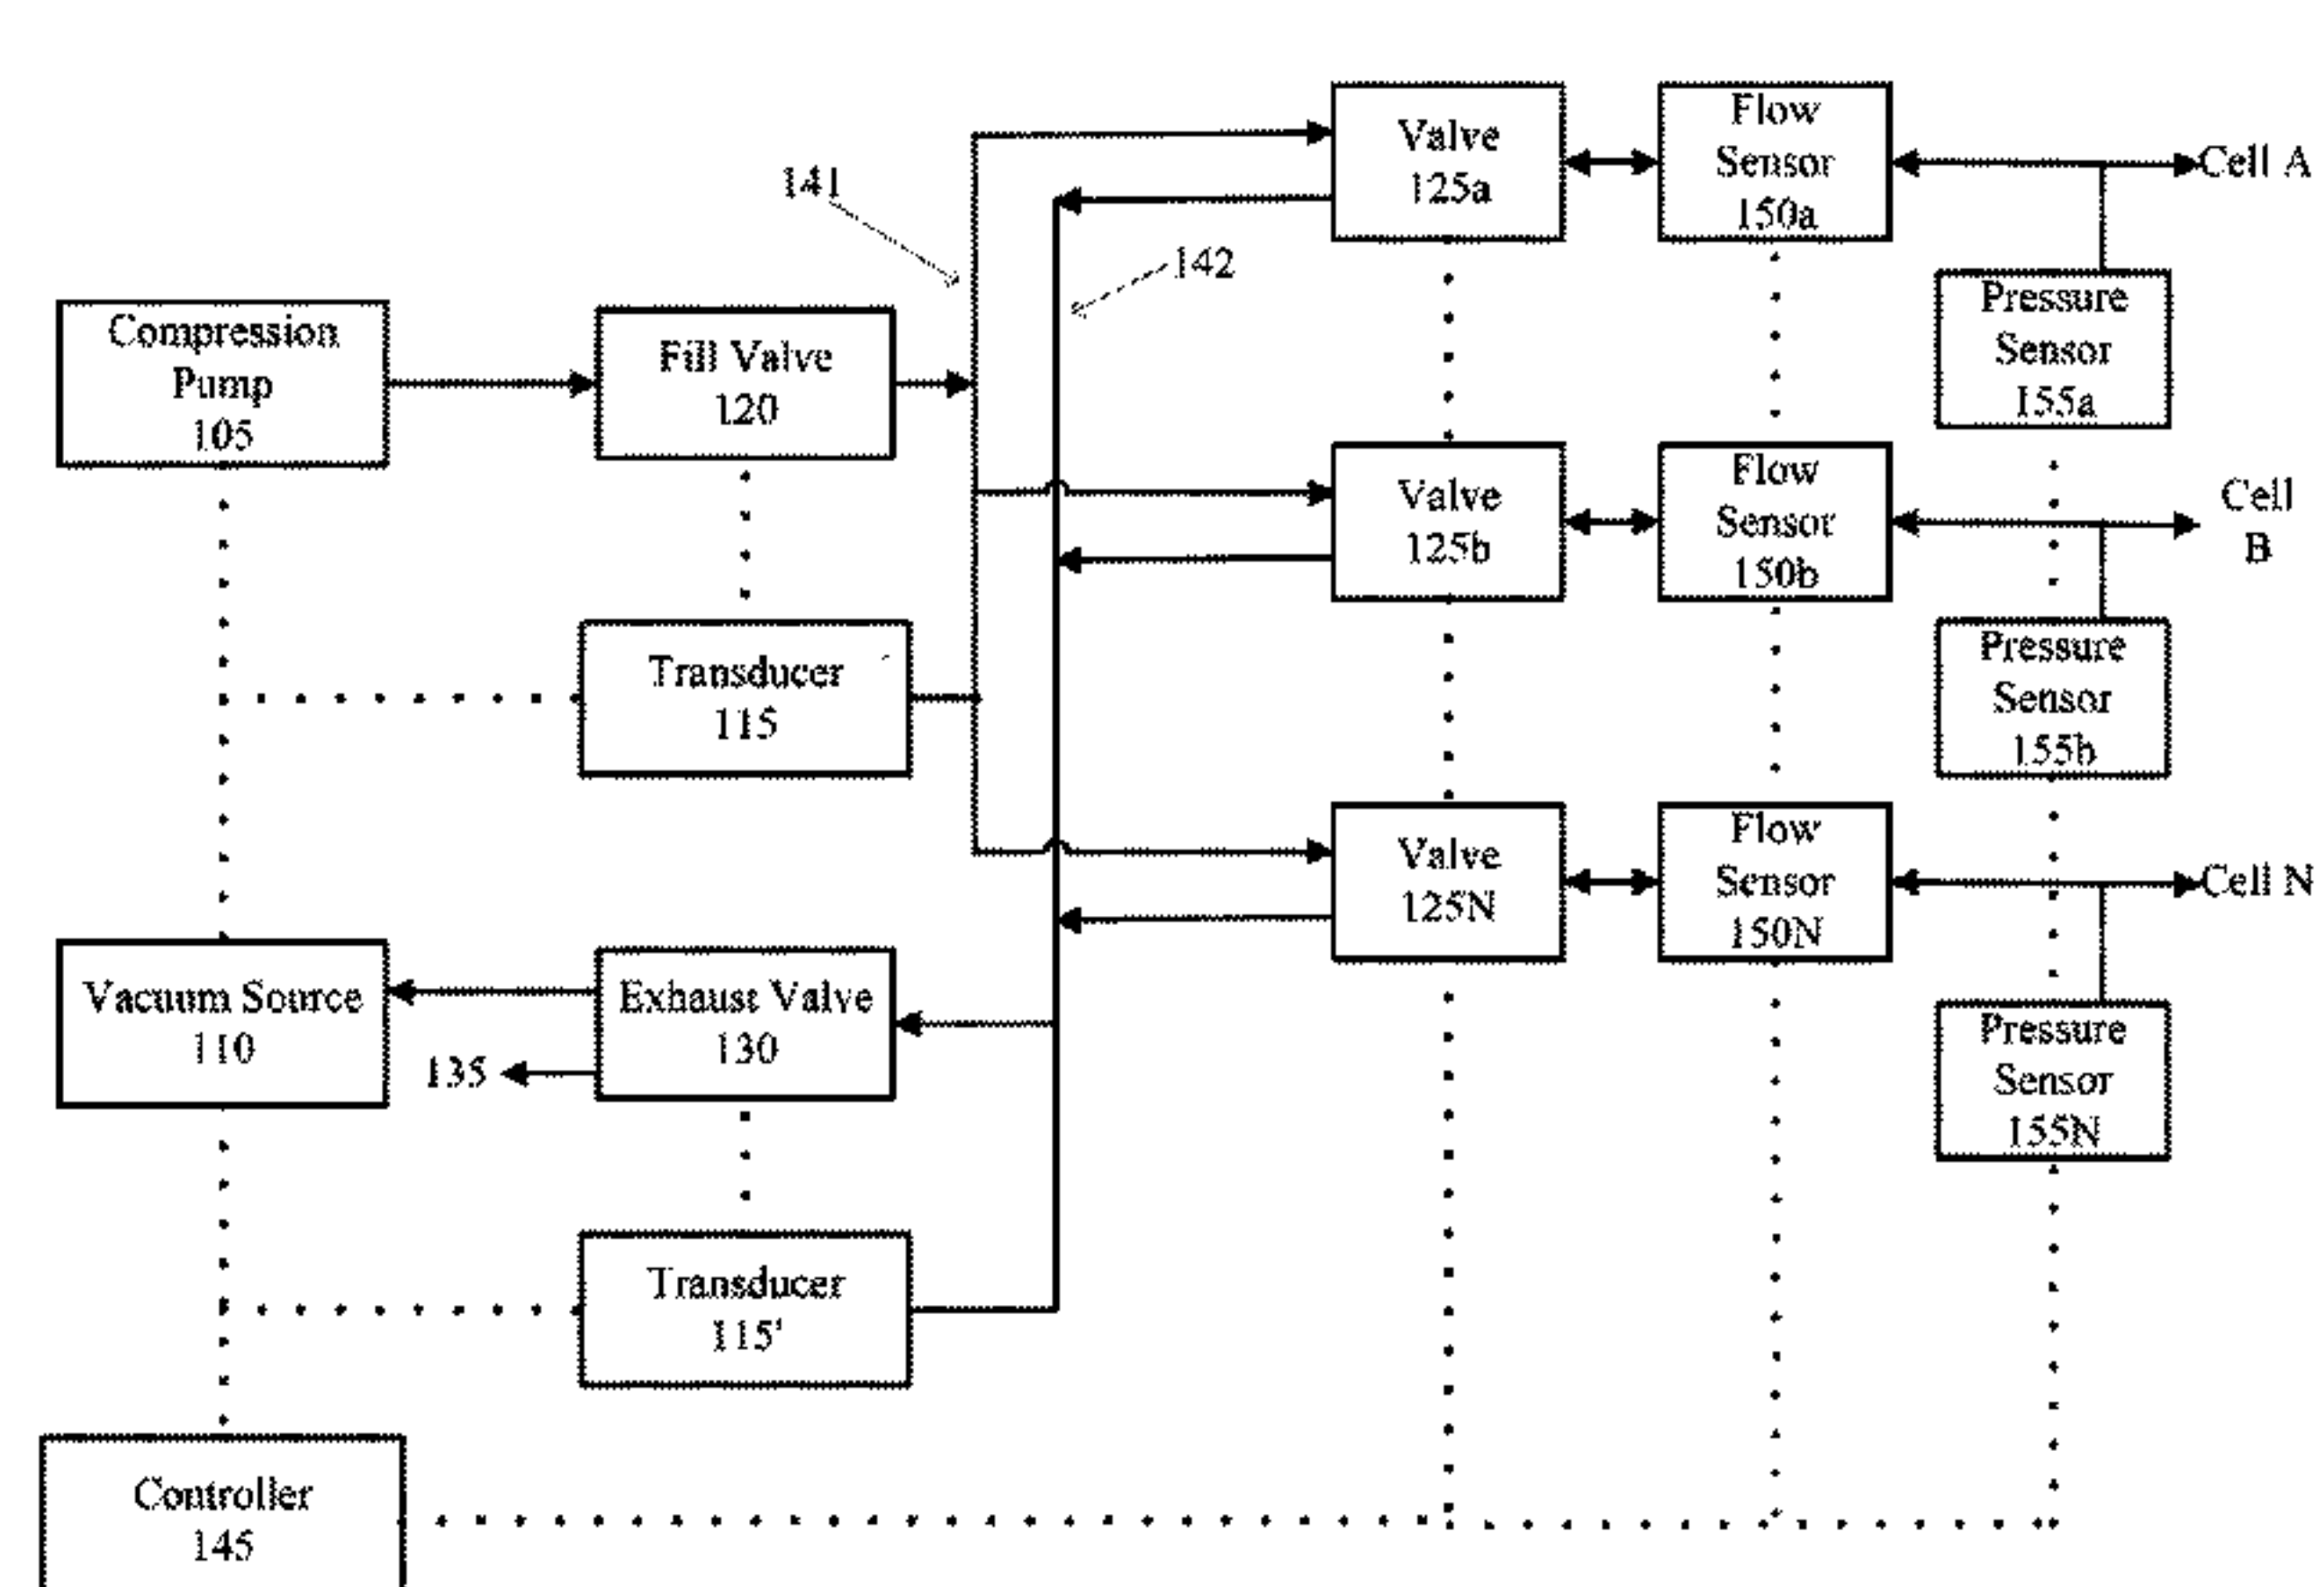 Valve
125a
Flow
Sensor
150a
Cell A
141
142
Compression
Pump
105
Fill Valve
120
Pressure
Sensor
155a
Valve
125b
Flow
Sensor
150b
Cell
B
Transducer
115
Pressure
Sensor
155b
Valve
125N
Flow
Sensor
150N
Cell N
Vacuum Source
110
Exhaust Valve
130
135
Pressure
Sensor
155N
Transducer
115'
Controller
145